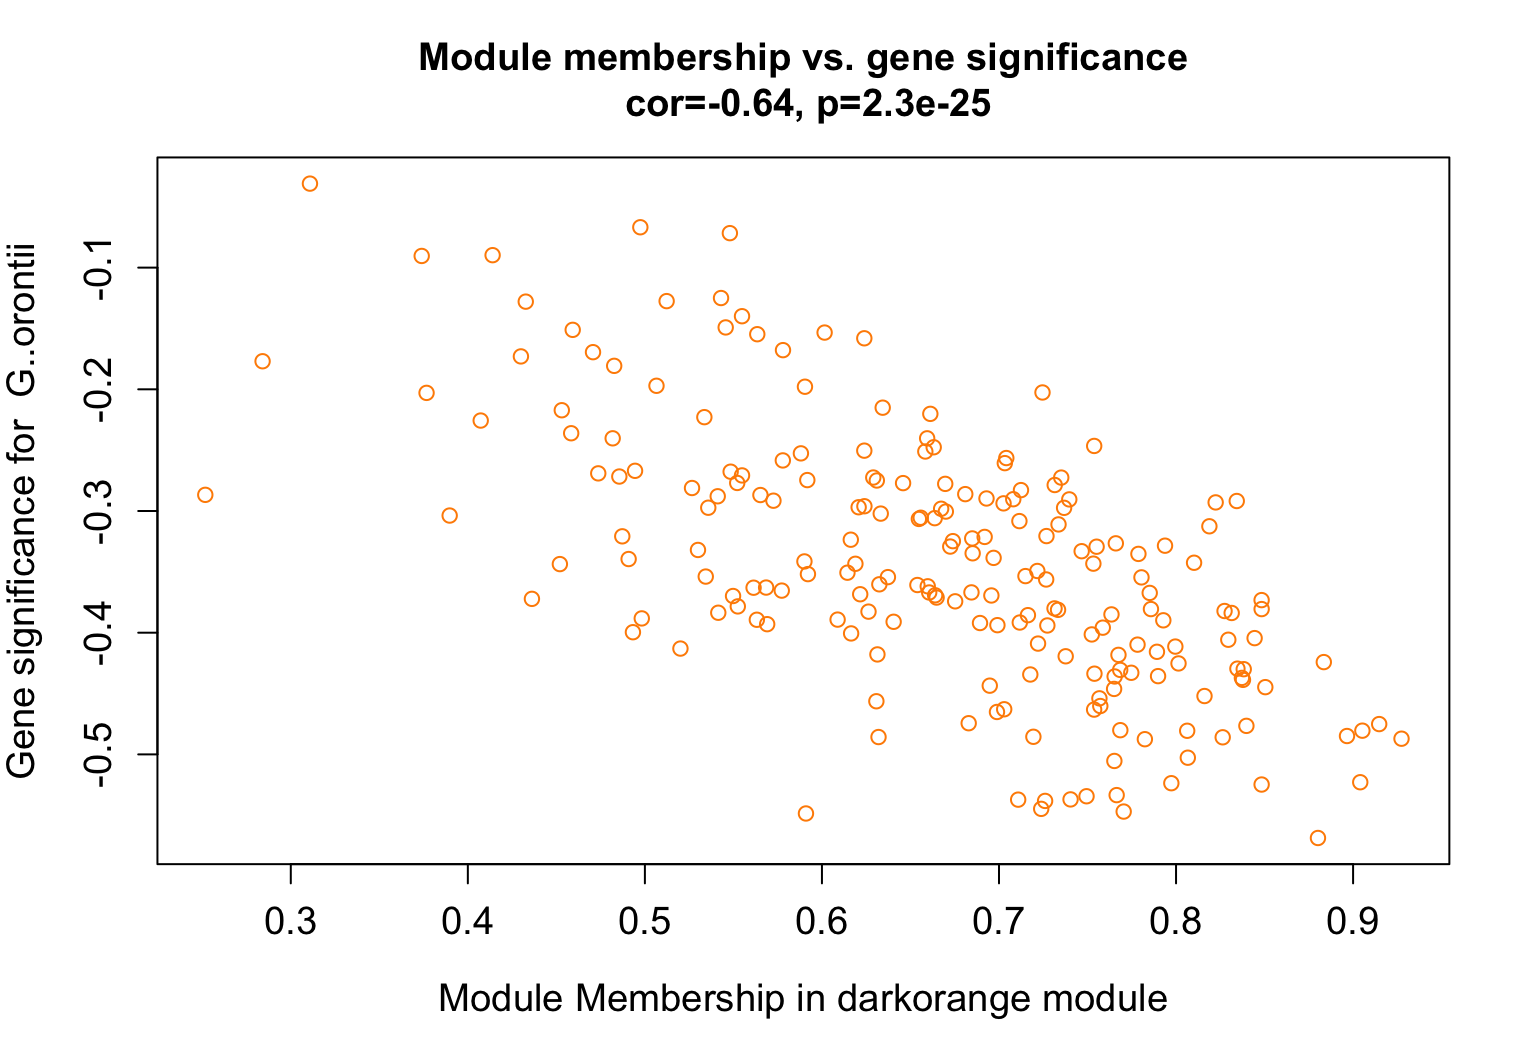 Module membership vs. gene significance
cor=-0.64, p=2.3e-25
Gene significance for  G..orontii
-0.1
-0.2
-0.3
-0.4
-0.5
0.3 0.4 0.5 0.6 0.7 0.8 0.9
Module Membership in darkorange module